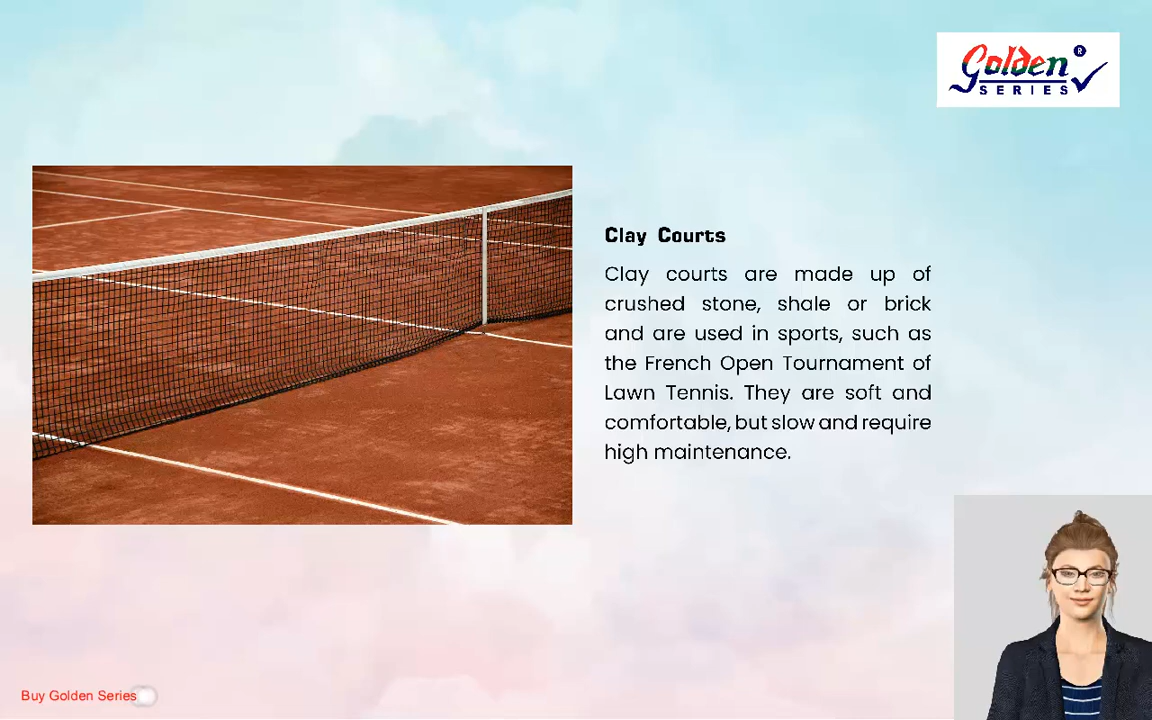 Golden ®
SERIES
Clay Courts
Clay courts are made up of
crushed stone, shale or brick
and are used in sports, such as
the French Open Tournament of
Lawn Tennis. They are soft and
comfortable, but slow and require
high maintenance.
Buy Golden Series